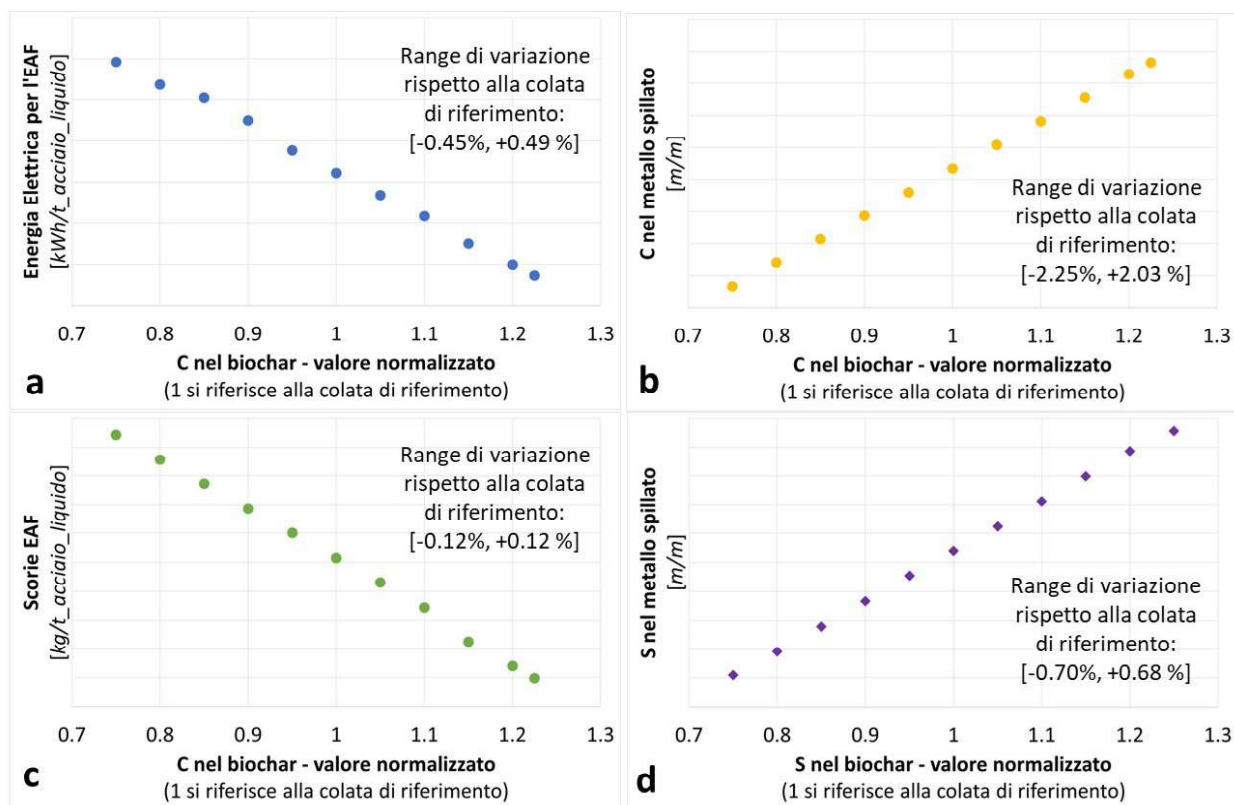 Energia Elettrica per l'EAF
[kWh/t_acciaio_liquido]
Range di variazione
rispetto alla colata
di riferimento:
[-0.45%, +0.49 %]
0.7 0.8 0.9 1 1.1 1.2 1.3
C nel biochar - valore normalizzato
(1 si riferisce alla colata di riferimento)
a
C nel metallo spillato
[m/m]
Range di variazione
rispetto alla colata
di riferimento:
[-2.25%, +2.03 %]
0.7 0.8 0.9 1 1.1 1.2 1.3
C nel biochar - valore normalizzato
(1 si riferisce alla colata di riferimento)
b
Scorie EAF
[kg/t_acciaio_liquido]
Range di variazione
rispetto alla colata
di riferimento:
[-0.12%, +0.12 %]
0.7 0.8 0.9 1 1.1 1.2 1.3
C nel biochar - valore normalizzato
(1 si riferisce alla colata di riferimento)
c
S nel metallo spillato
[m/m]
Range di variazione
rispetto alla colata
di riferimento:
[-0.70%, +0.68 %]
0.7 0.8 0.9 1 1.1 1.2 1.3
S nel biochar - valore normalizzato
(1 si riferisce alla colata di riferimento)
d